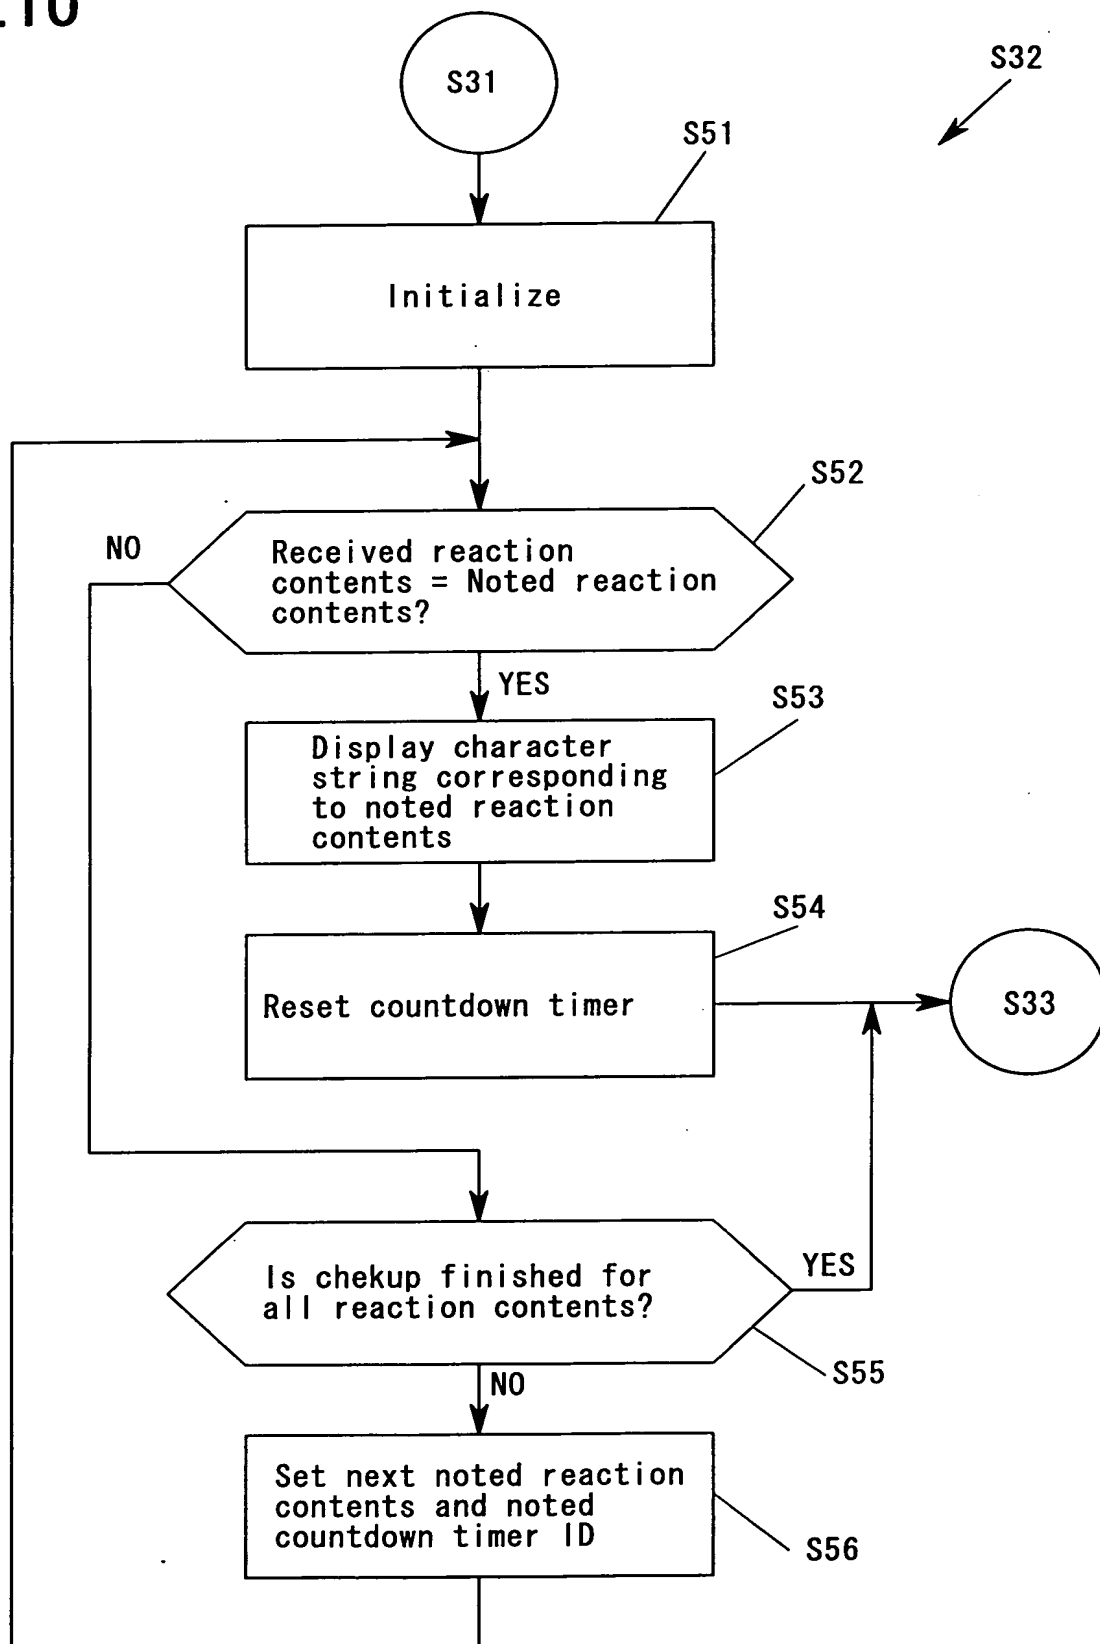 10
S31
S32
S51
Initialize
S52
NO
Received reaction
contents = Noted reaction
contents?
YES
S53
Display character
string corresponding
to noted reaction
contents
S54
Reset countdown timer
S33
Is chekup finished for
all reaction contents?
YES
S55
NO
Set next noted reaction
contents and noted
countdown timer ID
S56